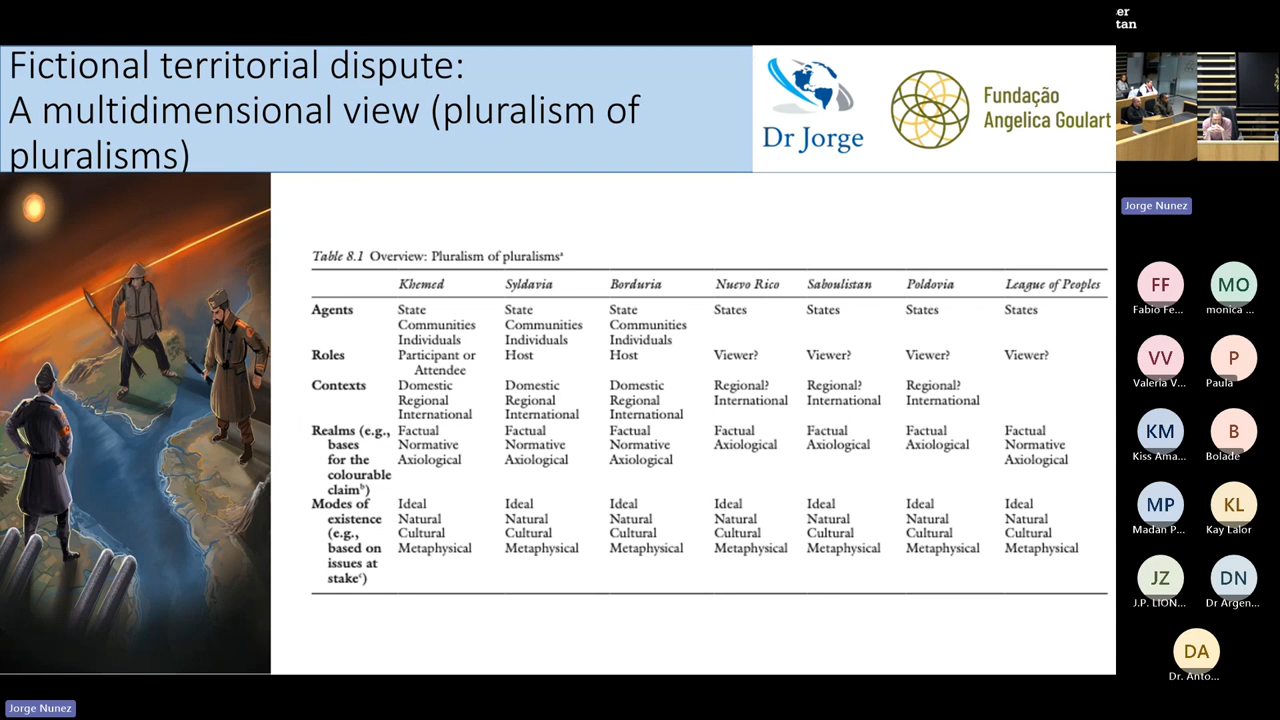 er
tan
Fictional territorial dispute:
A multidimensional view (pluralism of
pluralisms)
Dr Jorge
Fundação
Angelica Goulart
Table 8.1 Overview: Pluralism of pluralismsᵃ
Khemed Syldavia Borduria Nuevo Rico Saboulistan Poldovia League of Peoples
Agents State State State States States States States
Communities Communities Communities
Individuals Individuals Individuals
Roles Participant or Host Host Viewer? Viewer? Viewer? Viewer?
Attendee
Contexts Domestic Domestic Domestic Regional? Regional? Regional?
Regional Regional Regional International International International
International International International
Realms (e.g., Factual Factual Factual Factual Factual Factual Factual
bases Normative Normative Normative Axiological Axiological Axiological Normative
for the Axiological Axiological Axiological Axiological
colourable
claimᵇ)
Modes of Ideal Ideal Ideal Ideal Ideal Ideal Ideal
existence Natural Natural Natural Natural Natural Natural Natural
(e.g., Cultural Cultural Cultural Cultural Cultural Cultural Cultural
based on Metaphysical Metaphysical Metaphysical Metaphysical Metaphysical Metaphysical Metaphysical
issues at
stakeᶜ)
Jorge Nunez
FF MO
Fabio Fe... monica ...
VV P
Valeria V... Paula
KM B
Kiss Ama... Bolade
MP KL
Madan P... Kay Lalor
JZ DN
J.P. LION... Dr Argen...
DA
Dr. Anto...
Jorge Nunez